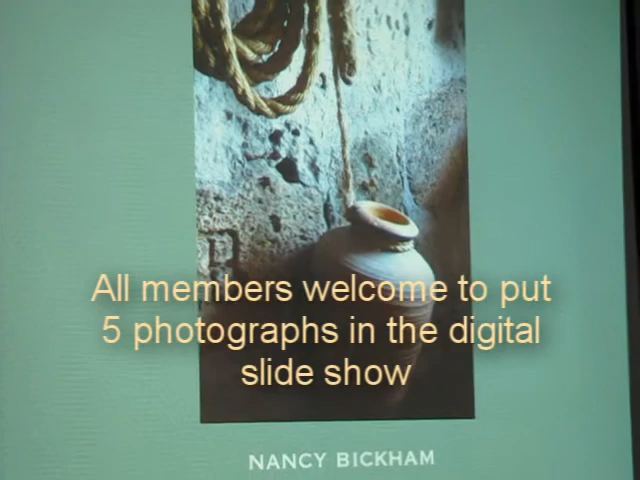 All members welcome to put
5 photographs in the digital
slide show
NANCY BICKHAM